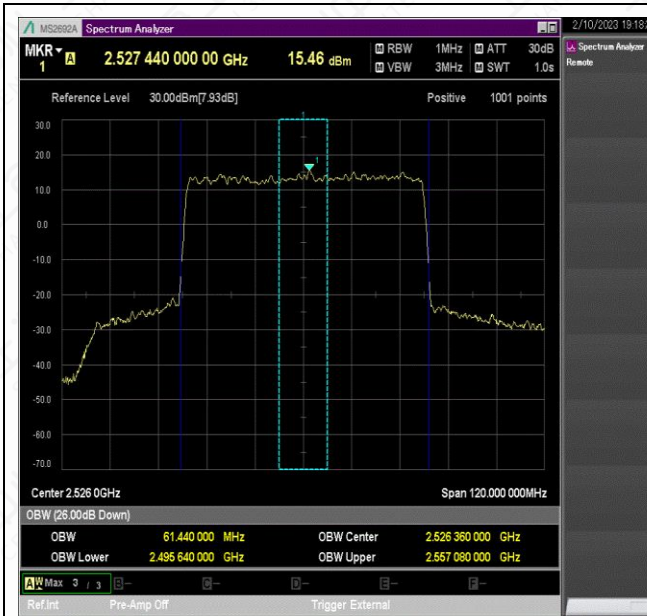 MS2692A Spectrum Analyzer
2/10/2023 19:18:
MKR 1 A 2.527 440 000 00 GHz 15.46 dBm
RBW 1MHz ATT 30dB
VBW 3MHz SWT 1.0s
Spectrum Analyzer
Remote
Reference Level 30.00dBm[7.93dB] Positive 1001 points
1
30.0
20.0
1
10.0
0.0
-10.0
-20.0
-30.0
-40.0
-50.0
-60.0
-70.0
Center 2.526 0GHz Span 120.000 000MHz
OBW (26.00dB Down)
OBW 61.440 000 MHz OBW Center 2.526 360 000 GHz
OBW Lower 2.495 640 000 GHz OBW Upper 2.557 080 000 GHz
A W Max 3 / 3 B- C- D- E- F-
Ref.Int Pre-Amp Off Trigger External